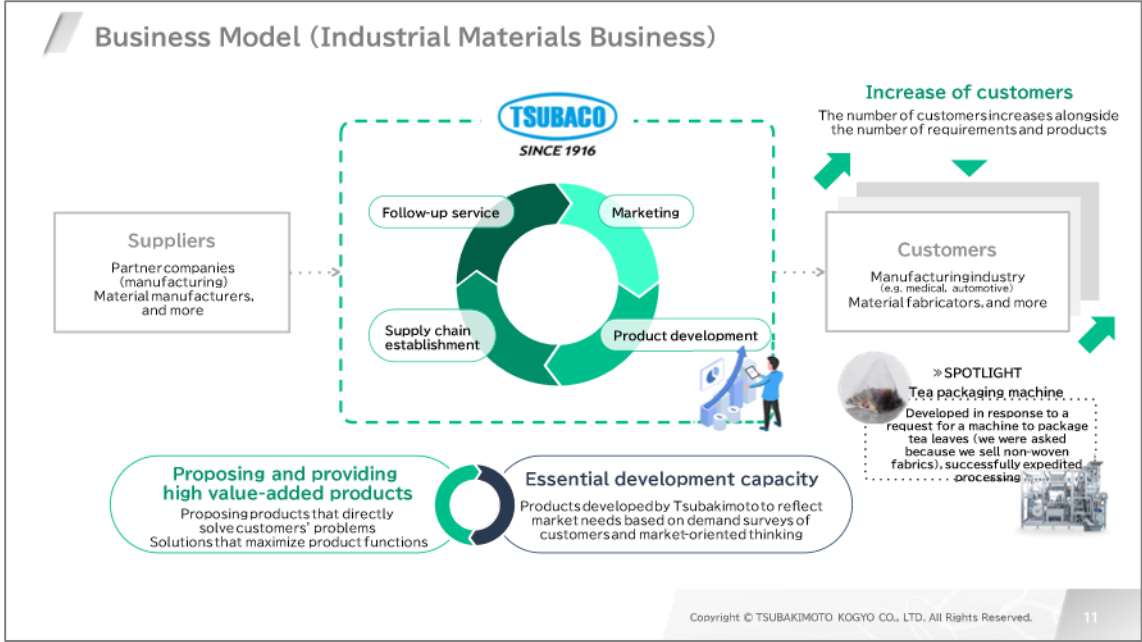 Business Model (Industrial Materials Business)
TSUBACO
SINCE 1916
Increase of customers
The number of customers increases alongside
the number of requirements and products
Follow-up service
Marketing
Supply chain
establishment
Product development
Suppliers
Partner companies
(manufacturing)
Material manufacturers,
and more
Customers
Manufacturing industry
(e.g. medical, automotive)
Material fabricators, and more
≫SPOTLIGHT
Tea packaging machine
Developed in response to a
request for a machine to package
tea leaves (we were asked
because we sell non-woven
fabrics), successfully expedited
processing
Proposing and providing
high value-added products
Proposing products that directly
solve customers' problems
Solutions that maximize product functions
Essential development capacity
Products developed by Tsubakimoto to reflect
market needs based on demand surveys of
customers and market-oriented thinking
Copyright © TSUBAKIMOTO KOGYO CO., LTD. All Rights Reserved.
11